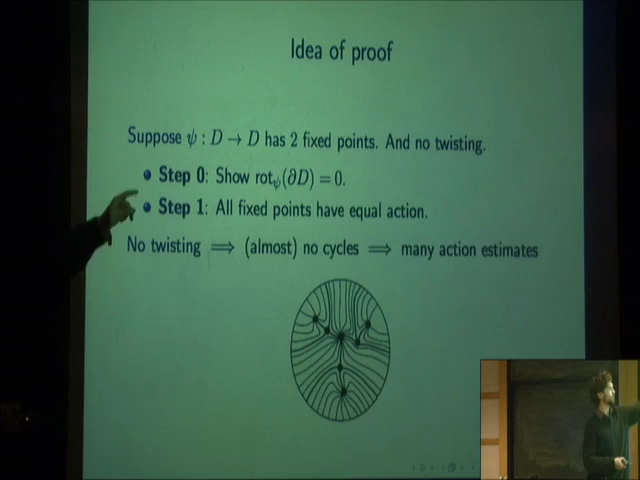 Idea of proof
Suppose ψ : D → D has 2 fixed points. And no twisting.
• Step 0: Show rot_ψ(∂D) = 0.
• Step 1: All fixed points have equal action.
No twisting ⟹ (almost) no cycles ⟹ many action estimates